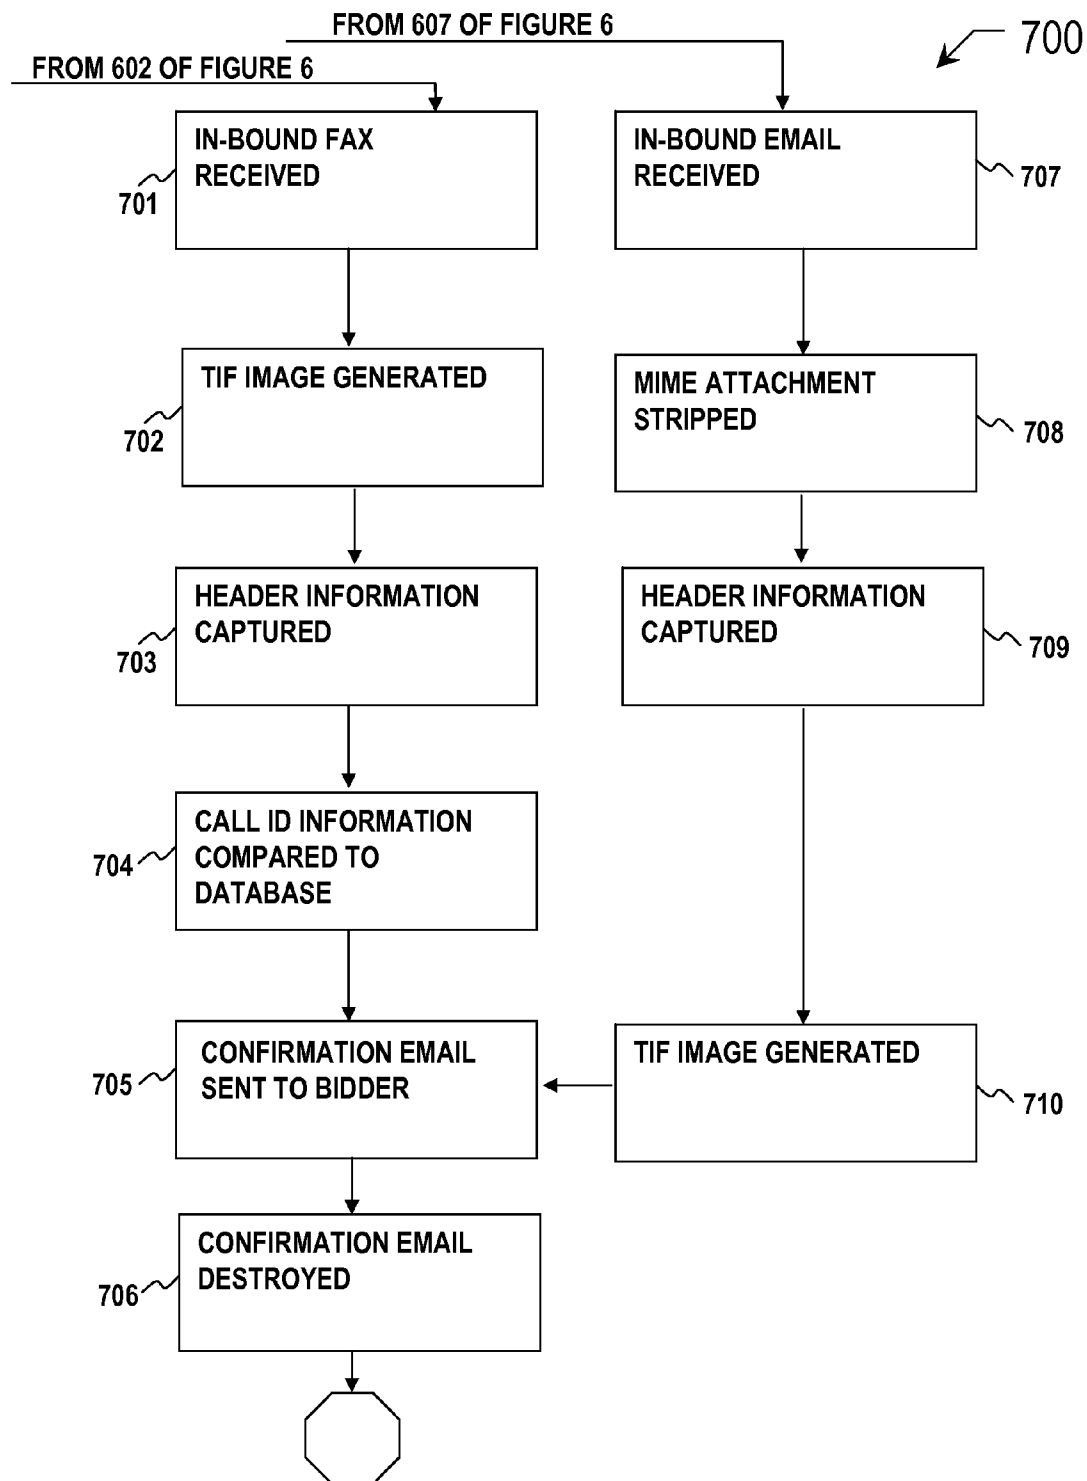 FROM 607 OF FIGURE 6
700
FROM 602 OF FIGURE 6
IN-BOUND FAX
RECEIVED
701
IN-BOUND EMAIL
RECEIVED
707
TIF IMAGE GENERATED
702
MIME ATTACHMENT
STRIPPED
708
HEADER INFORMATION
CAPTURED
703
HEADER INFORMATION
CAPTURED
709
CALL ID INFORMATION
COMPARED TO
DATABASE
704
CONFIRMATION EMAIL
SENT TO BIDDER
705
TIF IMAGE GENERATED
710
CONFIRMATION EMAIL
DESTROYED
706